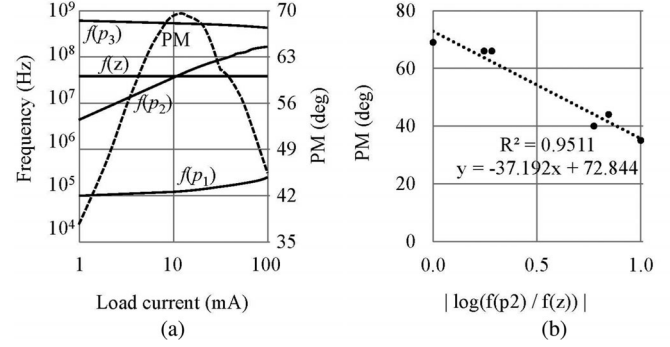 10⁹
10⁸
10⁷
10⁶
10⁵
10⁴
Frequency (Hz)
f(p₃)
PM
f(z)
f(p₂)
f(p₁)
70
63
56
49
42
35
PM (deg)
1
10
100
Load current (mA)
(a)
80
60
40
20
0
PM (deg)
R² = 0.9511
y = -37.192x + 72.844
0.0
0.5
1.0
| log(f(p2) / f(z)) |
(b)